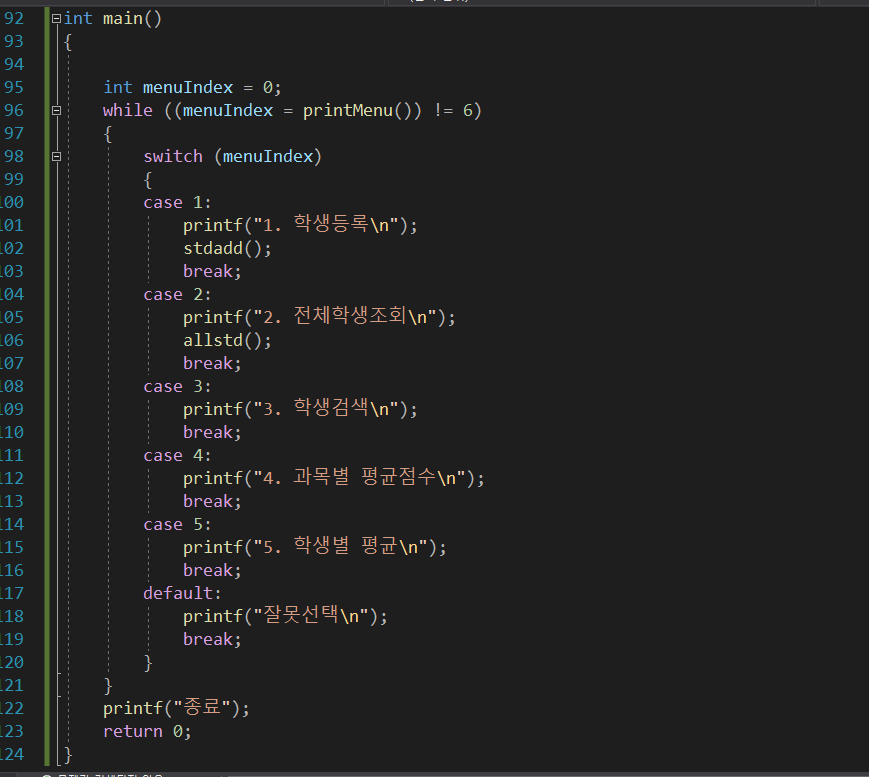 92 int main()
93 {
94
95 int menuIndex = 0;
96 while ((menuIndex = printMenu()) != 6)
97 {
98 switch (menuIndex)
99 {
100 case 1:
101 printf("1. 학생등록\n");
102 stdadd();
103 break;
104 case 2:
105 printf("2. 전체학생조회\n");
106 allstd();
107 break;
108 case 3:
109 printf("3. 학생검색\n");
110 break;
111 case 4:
112 printf("4. 과목별 평균점수\n");
113 break;
114 case 5:
115 printf("5. 학생별 평균\n");
116 break;
117 default:
118 printf("잘못선택\n");
119 break;
120 }
121 }
122 printf("종료");
123 return 0;
124 }